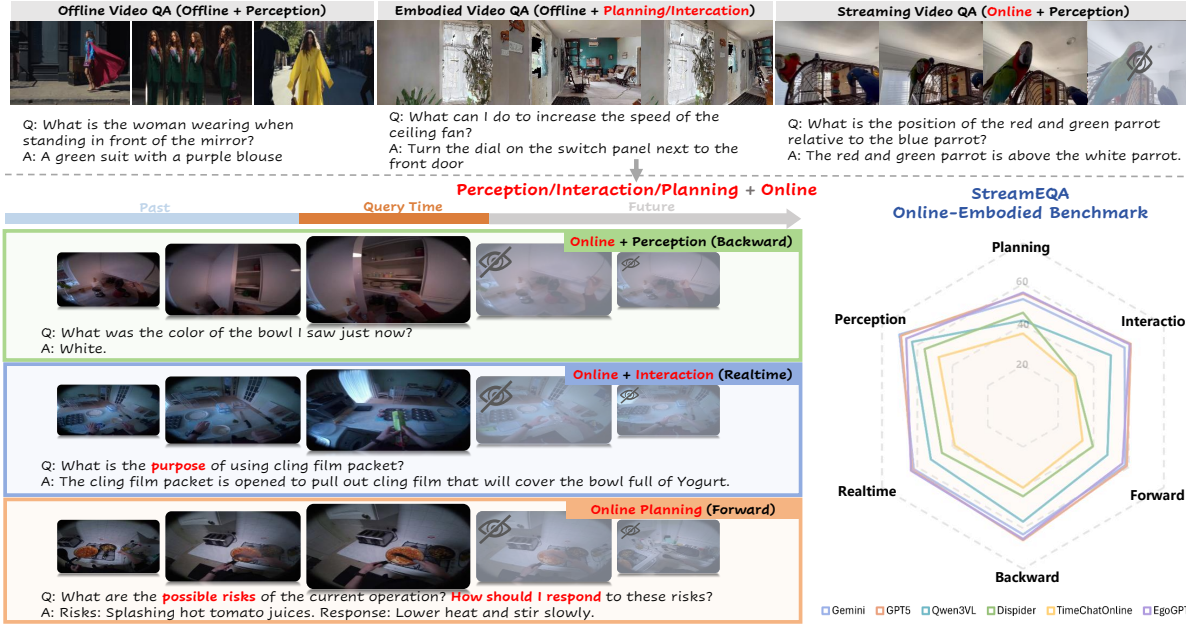 Offline Video QA (Offline + Perception)
Embodied Video QA (Offline + Planning/Intercation)
Streaming Video QA (Online + Perception)
Q: What is the woman wearing when
standing in front of the mirror?
A: A green suit with a purple blouse
Q: What can I do to increase the speed of the
ceiling fan?
A: Turn the dial on the switch panel next to the
front door
Q: What is the position of the red and green parrot
relative to the blue parrot?
A: The red and green parrot is above the white parrot.
Perception/Interaction/Planning + Online
Past
Query Time
Future
Online + Perception (Backward)
Q: What was the color of the bowl I saw just now?
A: White.
Online + Interaction (Realtime)
Q: What is the purpose of using cling film packet?
A: The cling film packet is opened to pull out cling film that will cover the bowl full of Yogurt.
Online Planning (Forward)
Q: What are the possible risks of the current operation? How should I respond to these risks?
A: Risks: Splashing hot tomato juices. Response: Lower heat and stir slowly.
StreamEQA
Online-Embodied Benchmark
Planning
60
Perception
40
Interactio
20
Realtime
Forward
Backward
Gemini
GPT5
Qwen3VL
Dispider
TimeChatOnline
EgoGPT